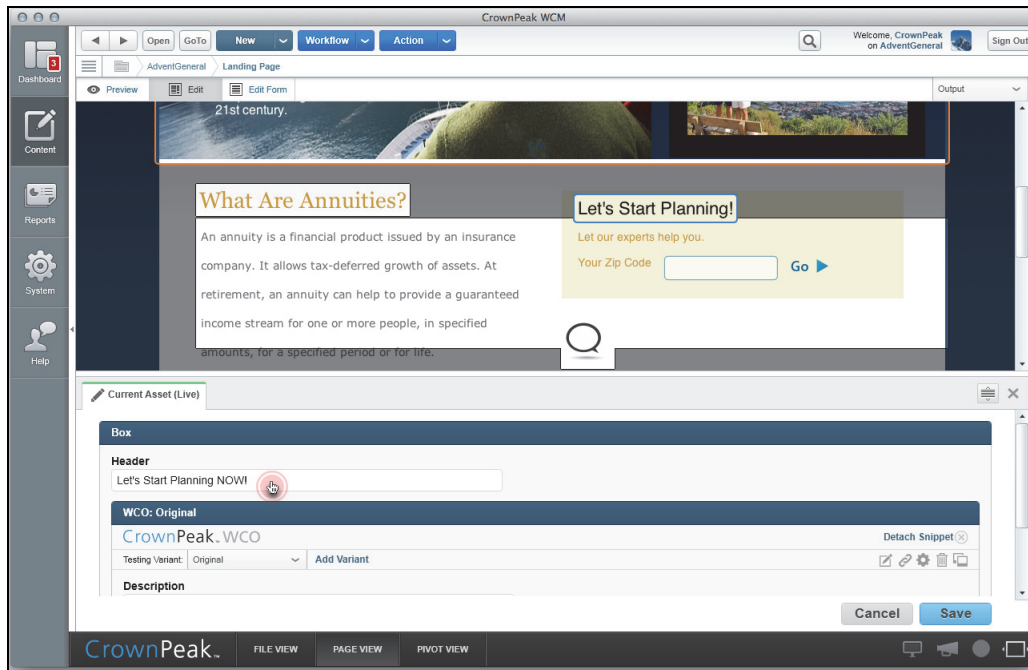 CrownPeak WCM
Open GoTo New Workflow Action
Welcome, CrownPeak
on AdventGeneral
Sign Out
3
Dashboard
AdventGeneral Landing Page
Preview Edit Edit Form Output
Content
Reports
System
Help
21st century.
What Are Annuities?
An annuity is a financial product issued by an insurance
company. It allows tax-deferred growth of assets. At
retirement, an annuity can help to provide a guaranteed
income stream for one or more people, in specified
amounts, for a specified period or for life.
Let's Start Planning!
Let our experts help you.
Your Zip Code Go
Current Asset (Live)
Box
Header
Let's Start Planning NOW!
WCO: Original
CrownPeak WCO
Detach Snippet
Testing Variant: Original Add Variant
Description
Cancel Save
CrownPeak FILE VIEW PAGE VIEW PIVOT VIEW